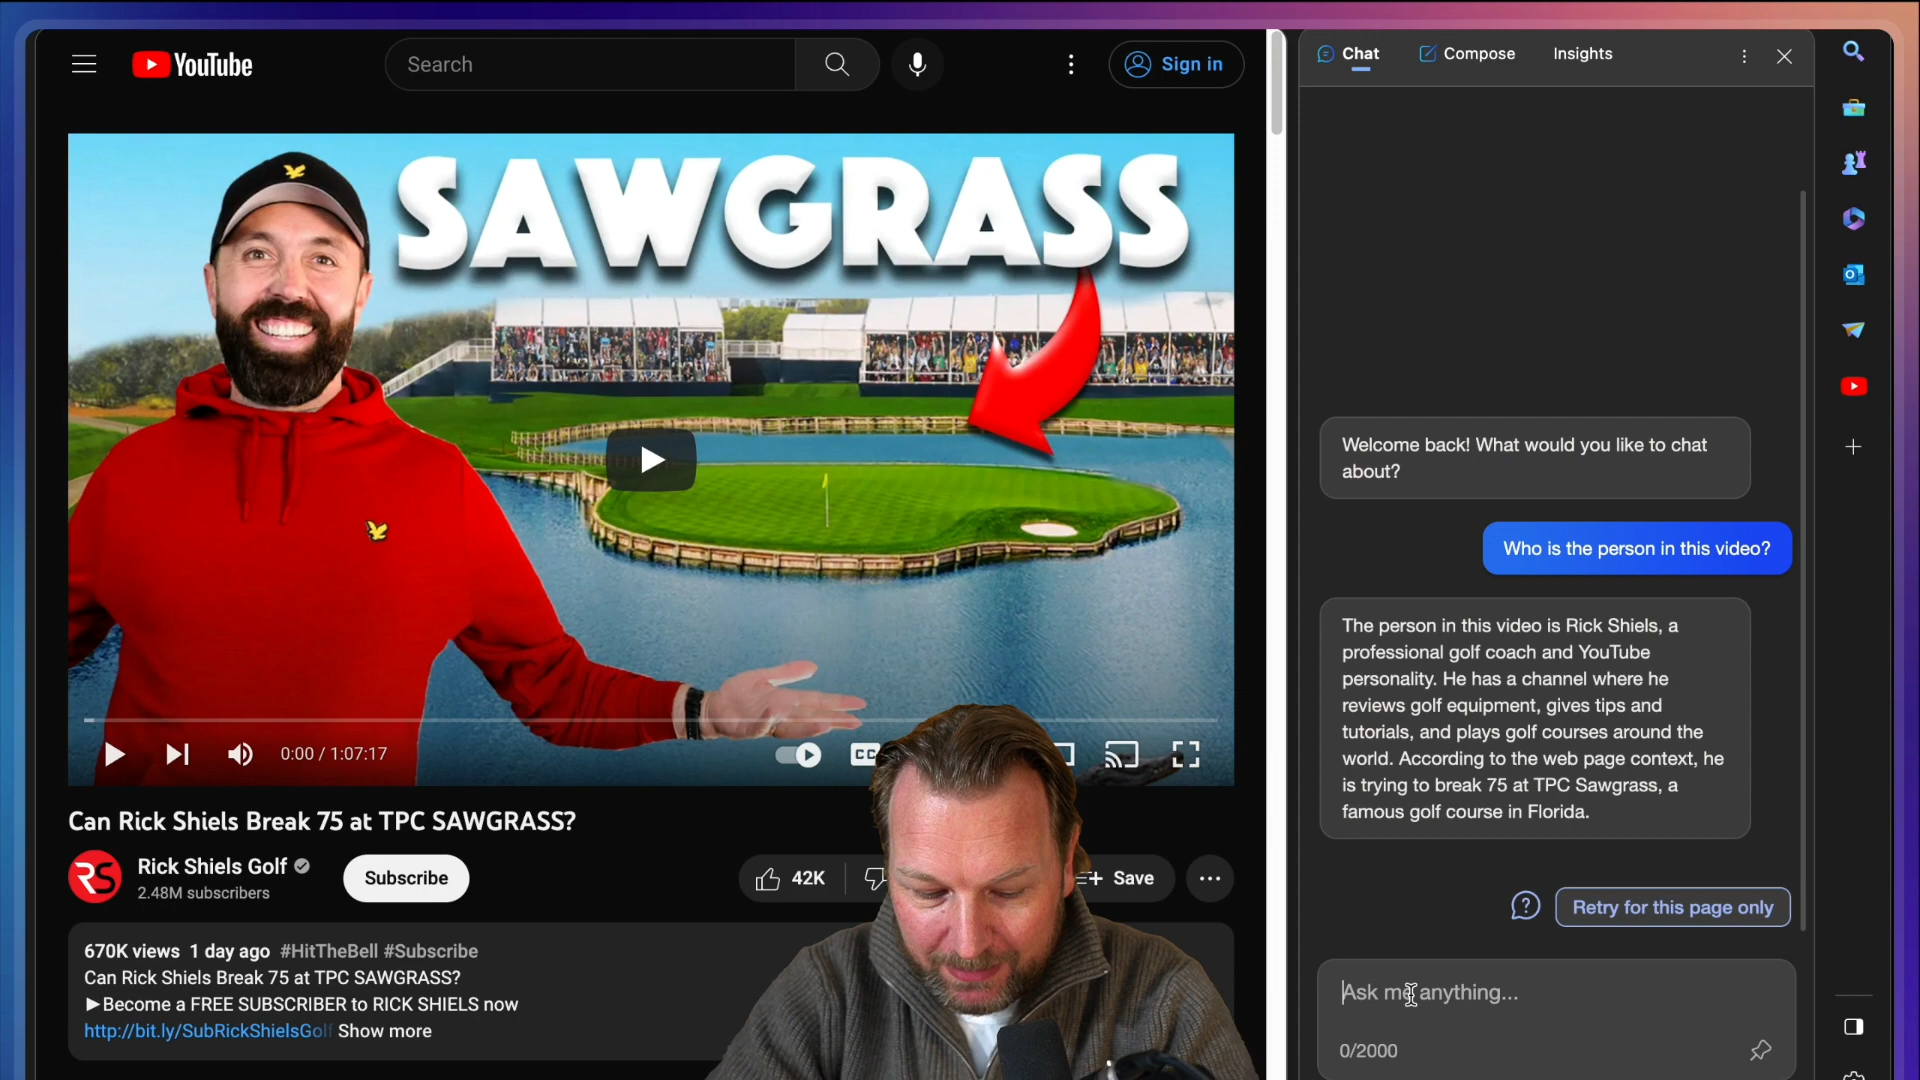 YouTube
Search
Sign in
SAWGRASS
0:00 / 1:07:17
CC
Can Rick Shiels Break 75 at TPC SAWGRASS?
RS
Rick Shiels Golf
2.48M subscribers
Subscribe
42K
Save
670K views 1 day ago #HitTheBell #Subscribe
Can Rick Shiels Break 75 at TPC SAWGRASS?
►Become a FREE SUBSCRIBER to RICK SHIELS now
http://bit.ly/SubRickShielsGolf Show more
Chat
Compose
Insights
Welcome back! What would you like to chat
about?
Who is the person in this video?
The person in this video is Rick Shiels, a
professional golf coach and YouTube
personality. He has a channel where he
reviews golf equipment, gives tips and
tutorials, and plays golf courses around the
world. According to the web page context, he
is trying to break 75 at TPC Sawgrass, a
famous golf course in Florida.
Retry for this page only
Ask me anything...
0/2000